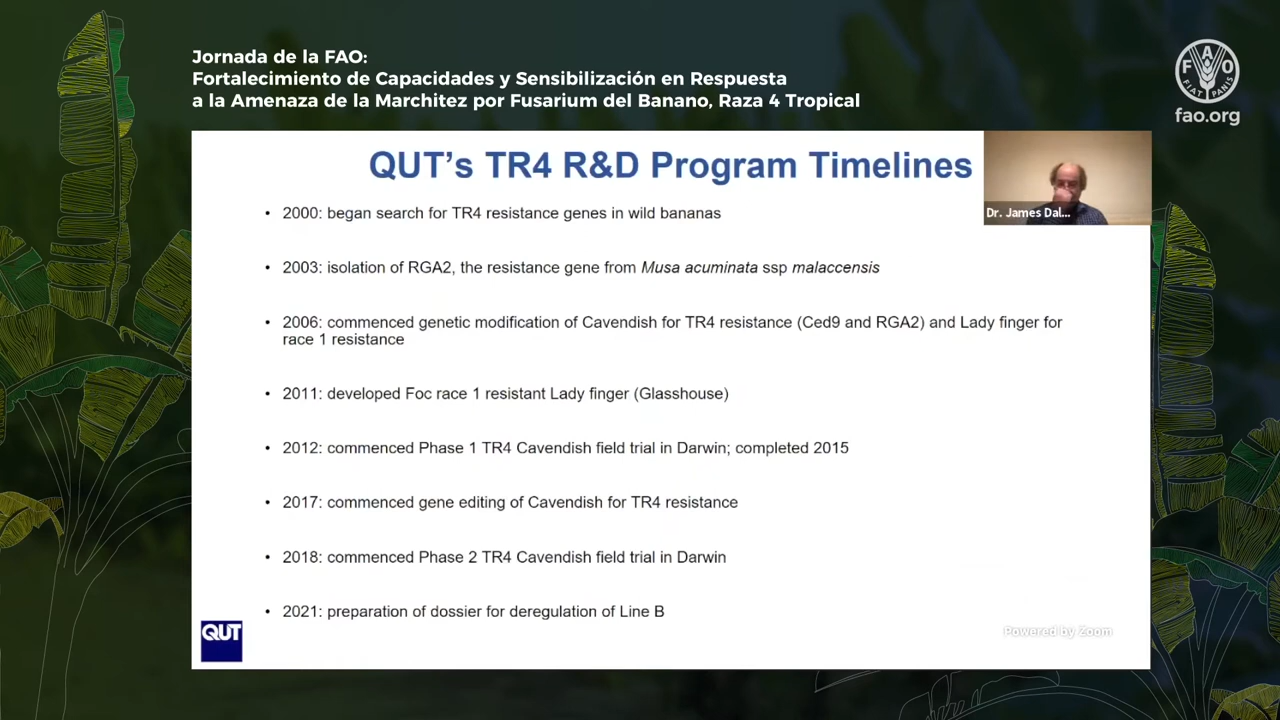 Jornada de la FAO:
Fortalecimiento de Capacidades y Sensibilización en Respuesta
a la Amenaza de la Marchitez por Fusarium del Banano, Raza 4 Tropical
FAO
FIAT PANIS
fao.org
QUT's TR4 R&D Program Timelines
Dr. James Dal...
• 2000: began search for TR4 resistance genes in wild bananas
• 2003: isolation of RGA2, the resistance gene from Musa acuminata ssp malaccensis
• 2006: commenced genetic modification of Cavendish for TR4 resistance (Ced9 and RGA2) and Lady finger for
race 1 resistance
• 2011: developed Foc race 1 resistant Lady finger (Glasshouse)
• 2012: commenced Phase 1 TR4 Cavendish field trial in Darwin; completed 2015
• 2017: commenced gene editing of Cavendish for TR4 resistance
• 2018: commenced Phase 2 TR4 Cavendish field trial in Darwin
• 2021: preparation of dossier for deregulation of Line B
QUT
Powered by Zoom